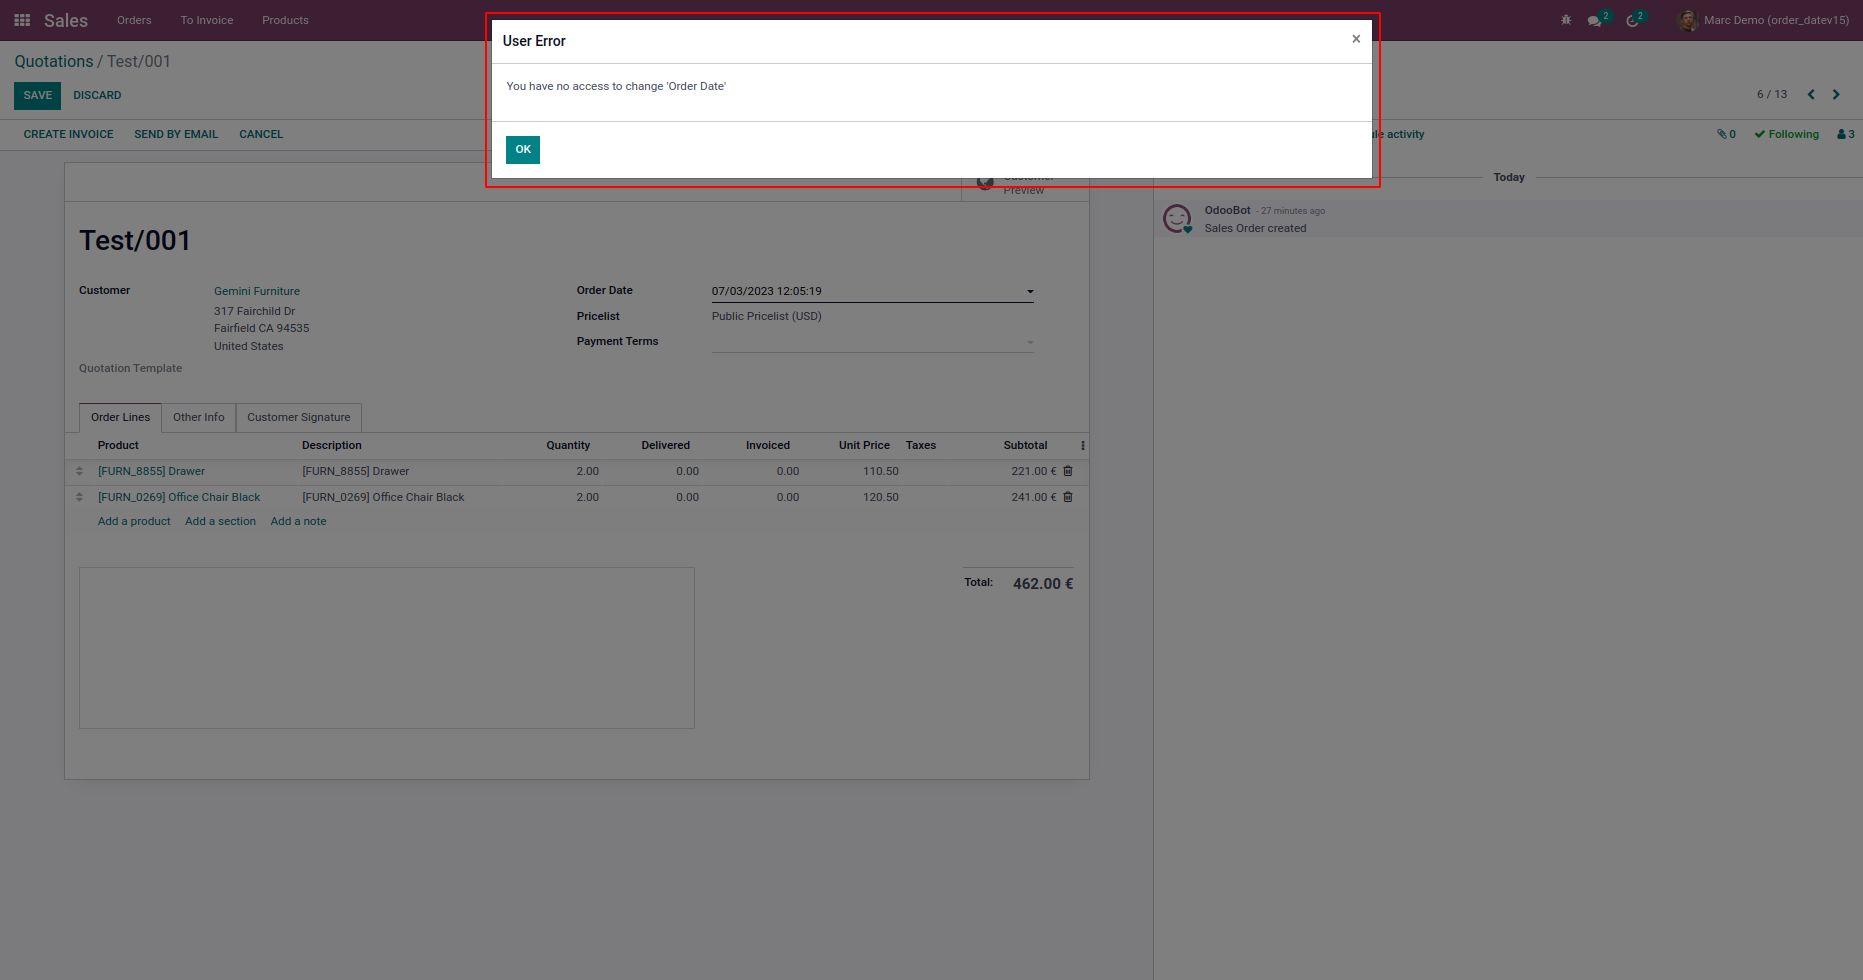 Sales Orders To Invoice Products 2 2 Marc Demo (order_datev15)
User Error ×
You have no access to change 'Order Date'
OK
Quotations / Test/001
SAVE DISCARD
6 / 13
CREATE INVOICE SEND BY EMAIL CANCEL
activity 0 Following 3
Preview
Today
OdooBot - 27 minutes ago
Sales Order created
Test/001
Customer Gemini Furniture
317 Fairchild Dr
Fairfield CA 94535
United States
Quotation Template
Order Date 07/03/2023 12:05:19
Pricelist Public Pricelist (USD)
Payment Terms
Order Lines Other Info Customer Signature
Product Description Quantity Delivered Invoiced Unit Price Taxes Subtotal
[FURN_8855] Drawer [FURN_8855] Drawer 2.00 0.00 0.00 110.50 221.00 €
[FURN_0269] Office Chair Black [FURN_0269] Office Chair Black 2.00 0.00 0.00 120.50 241.00 €
Add a product Add a section Add a note
Total: 462.00 €